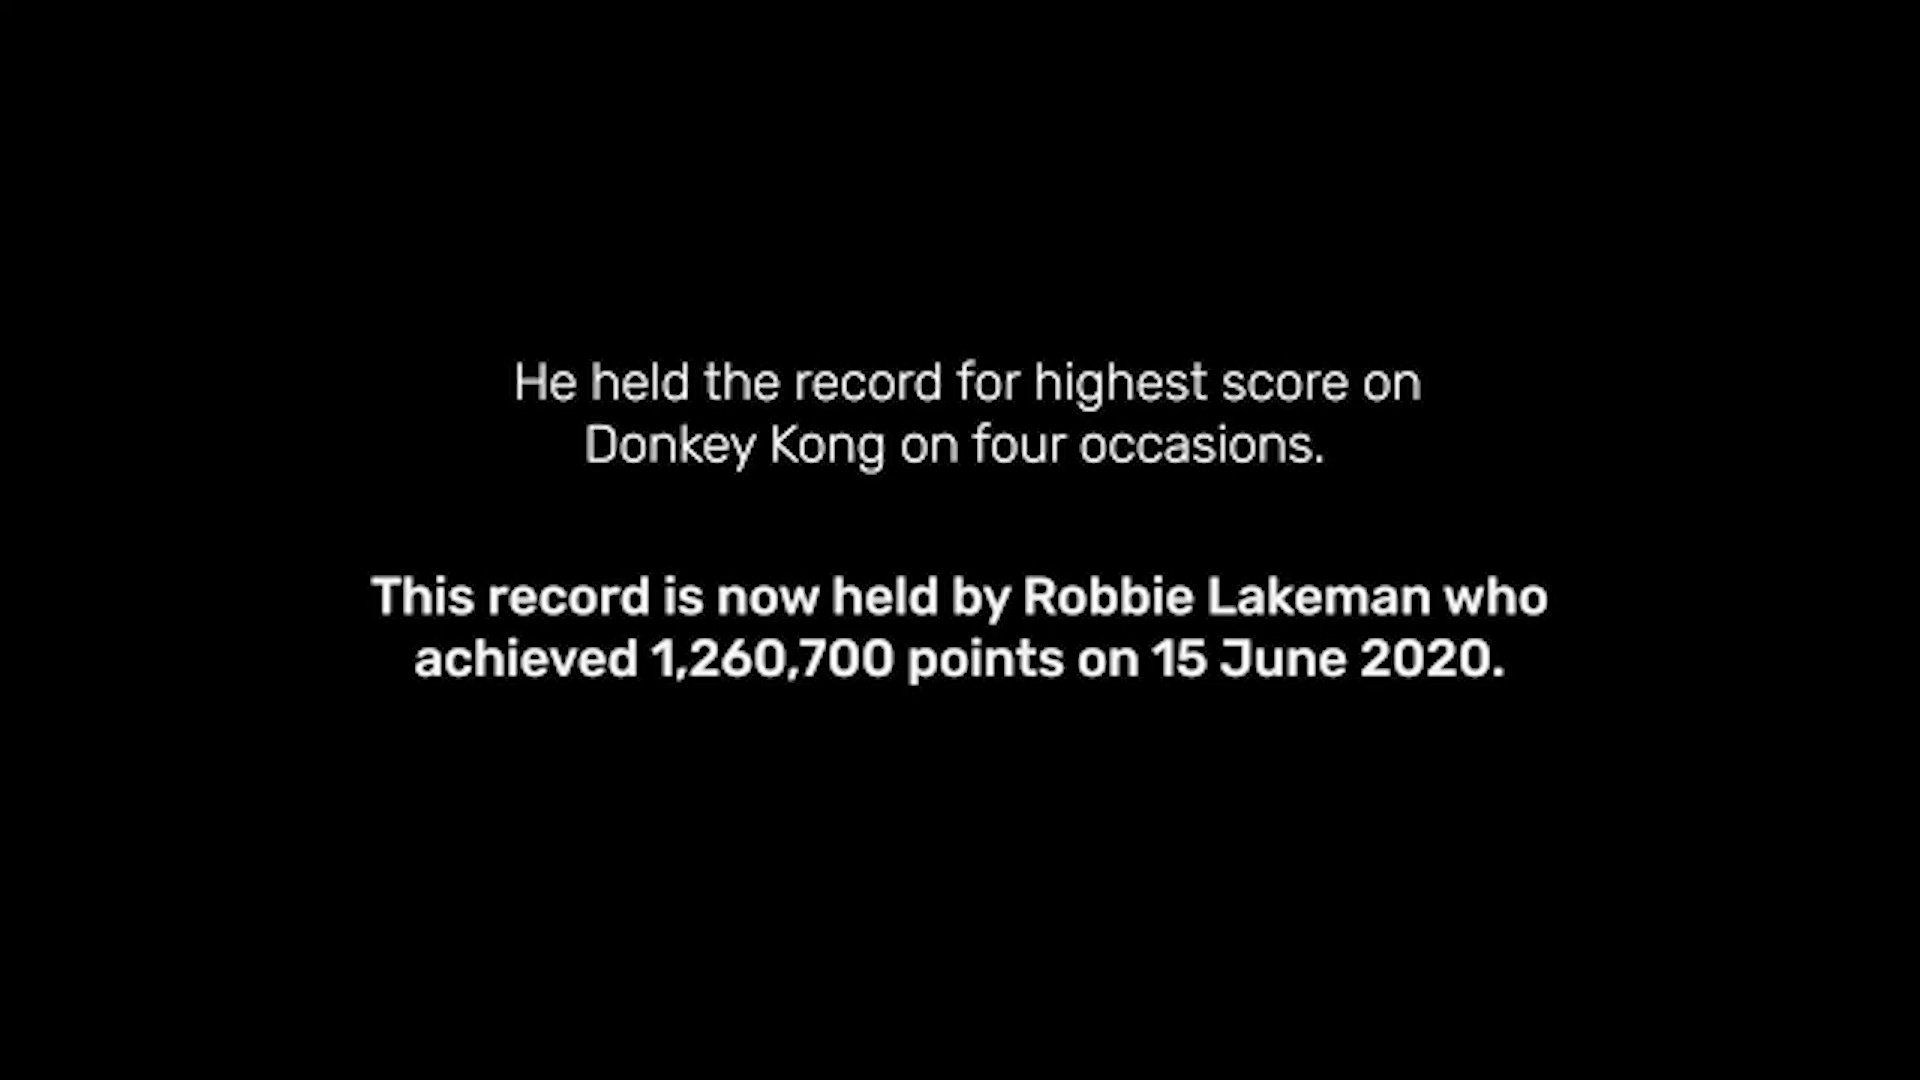 He held the record for highest score on
Donkey Kong on four occasions.
This record is now held by Robbie Lakeman who
achieved 1,260,700 points on 15 June 2020.